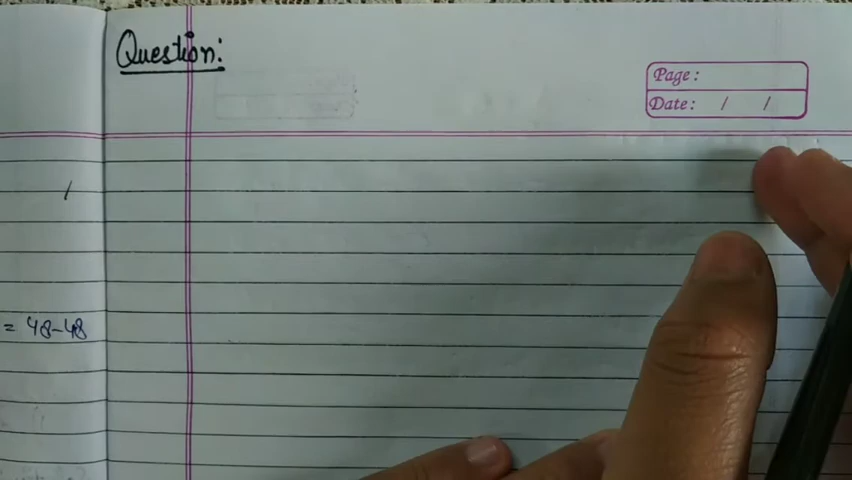 Question:
Page:
Date: / /
/
= 48-48